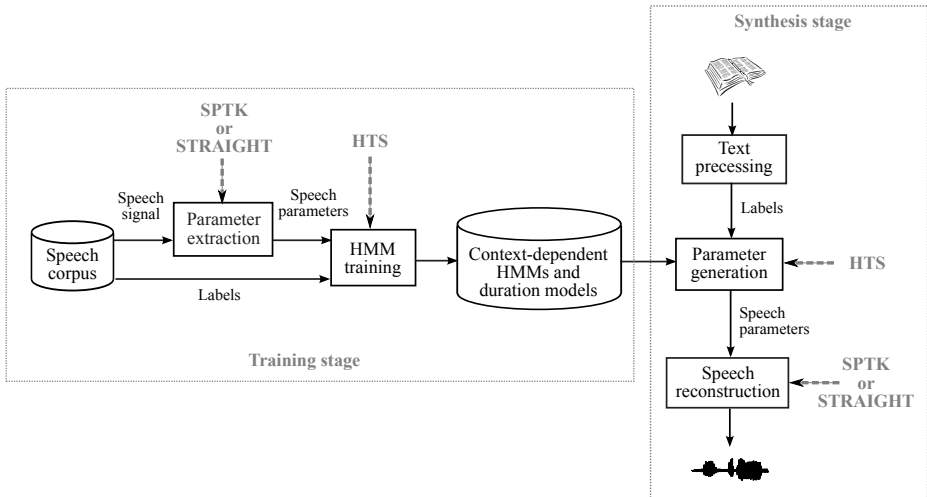 Synthesis stage
SPTK
or
STRAIGHT
HTS
Speech
signal
Parameter
extraction
Speech
parameters
Speech
corpus
HMM
training
Labels
Context-dependent
HMMs and
duration models
Training stage
Text
precessing
Labels
Parameter
generation
HTS
Speech
parameters
Speech
reconstruction
SPTK
or
STRAIGHT